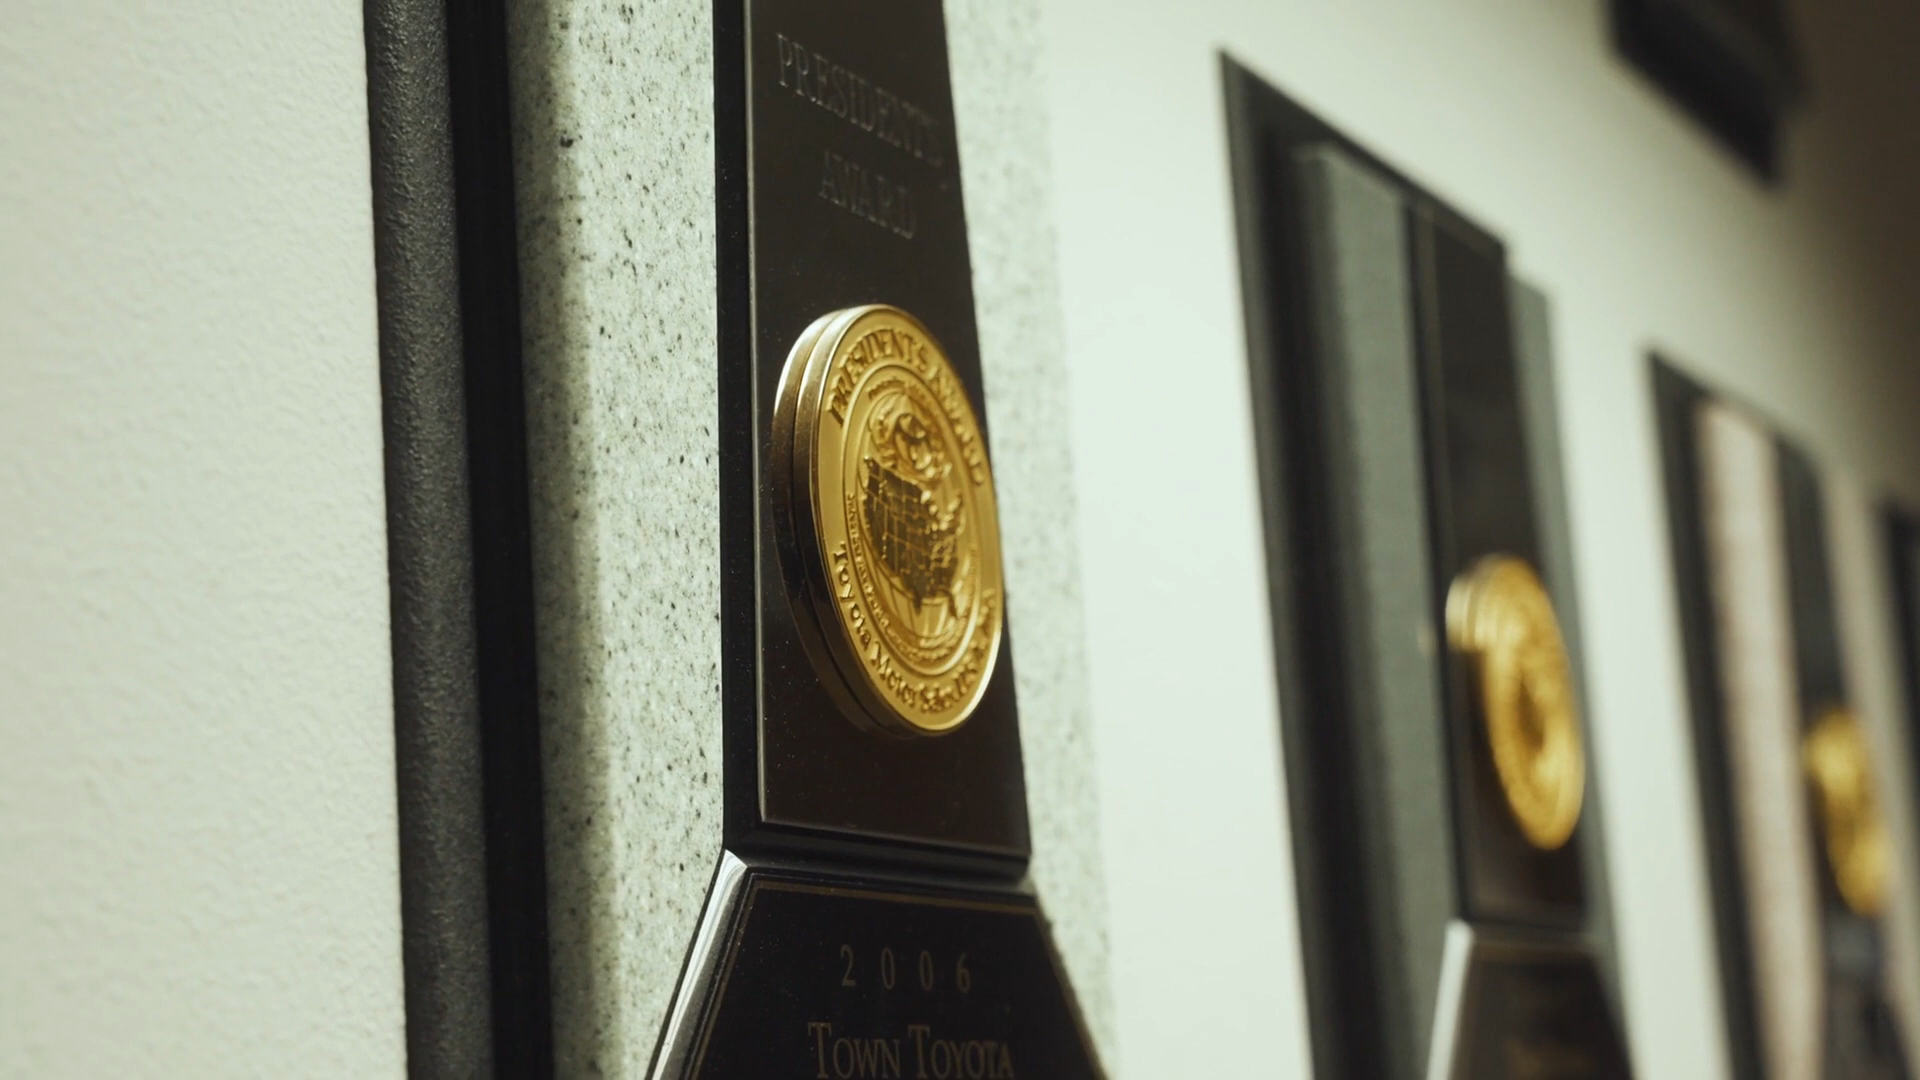 PRESIDENT'S
AWARD
PRESIDENT'S AWARD
Toyota Motor Sales
2006
TOWN TOYOTA